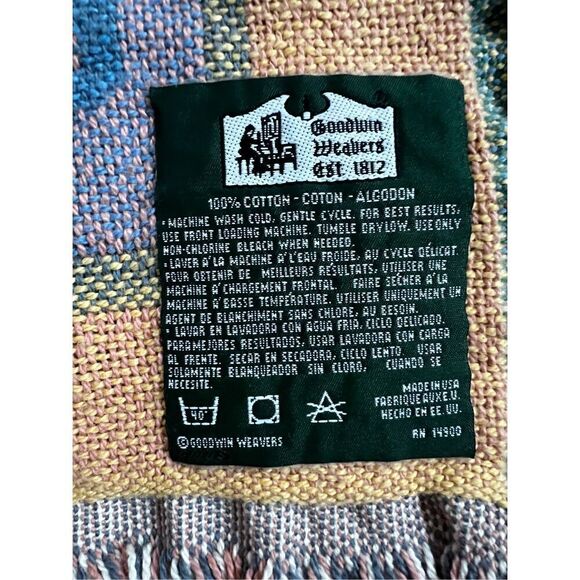 Goodwin
Weavers
Est 1812
100% COTTON - COTON - ALGODON
• MACHINE WASH COLD, GENTLE CYCLE. FOR BEST RESULTS,
USE FRONT LOADING MACHINE. TUMBLE DRY LOW. USE ONLY
NON-CHLORINE BLEACH WHEN NEEDED.
• LAVER A'LA MACHINE A'L'EAU FROIDE, AU CYCLE DÉLICAT.
POUR OBTENIR DE MEILLEURS RÉSULTATS, UTILISER UNE
MACHINE A'CHARGEMENT FRONTAL. FAIRE SÉCHER A'LA
MACHINE A'BASSE TEMPÉRATURE. UTILISER UNIQUEMENT UN
AGENT DE BLANCHIMENT SANS CHLORE, AU BESOIN.
• LAVAR EN LAVADORA CON AGUA FRIA, CICLO DELICADO.
PARA MEJORES RESULTADOS, USAR LAVADORA CON CARGA
AL FRENTE. SECAR EN SECADORA, CICLO LENTO. USAR
SOLAMENTE BLANQUEADOR SIN CLORO, CUANDO SE
NECESITE.
40°
MADE IN USA
FABRIQUE AUX E.U.
HECHO EN EE. UU.
© GOODWIN WEAVERS
RN 14900